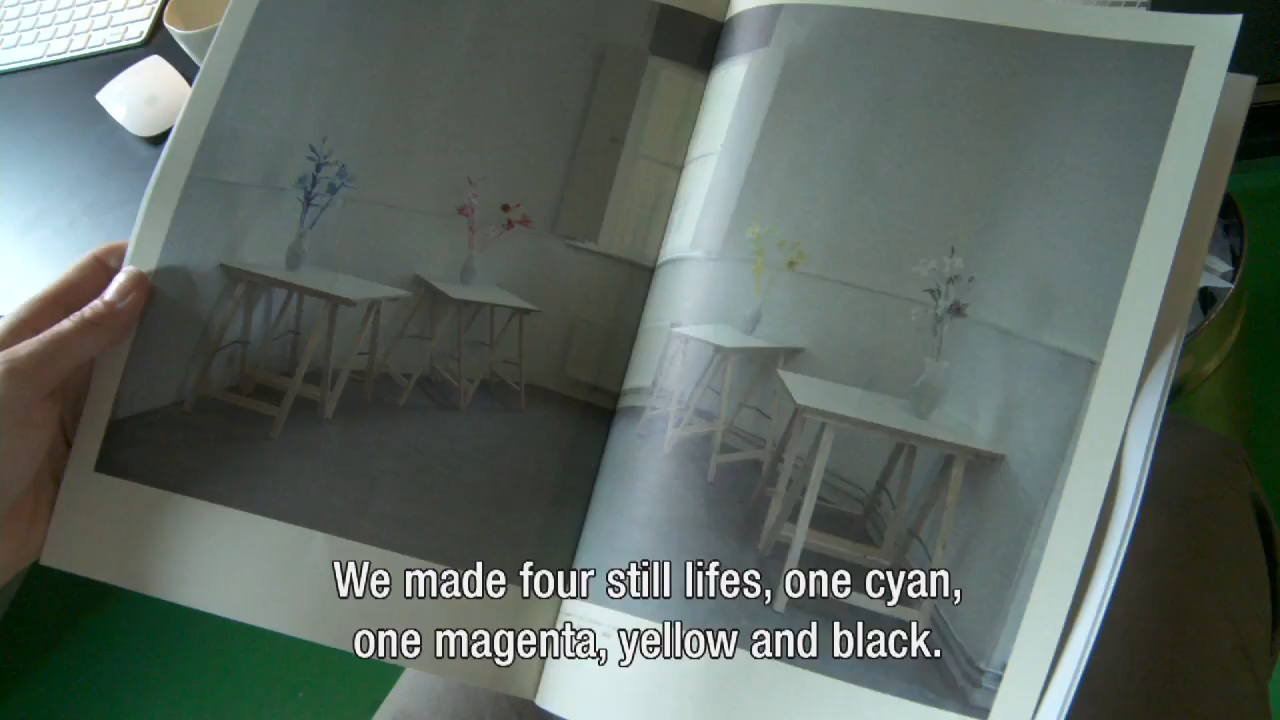 We made four still lifes, one cyan,
one magenta, yellow and black.